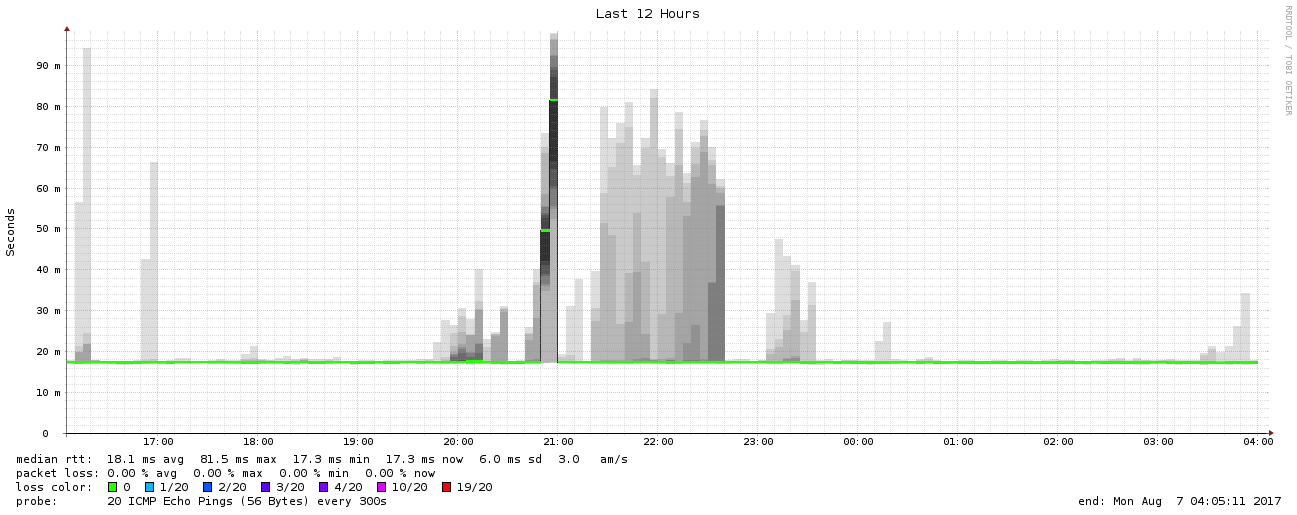 Last 12 Hours
RRDTOOL / TOBI OETIKER
Seconds
90 m
80 m
70 m
60 m
50 m
40 m
30 m
20 m
10 m
0
17:00 18:00 19:00 20:00 21:00 22:00 23:00 00:00 01:00 02:00 03:00 04:00
median rtt: 18.1 ms avg 81.5 ms max 17.3 ms min 17.3 ms now 6.0 ms sd 3.0 am/s
packet loss: 0.00 % avg 0.00 % max 0.00 % min 0.00 % now
loss color: 0 1/20 2/20 3/20 4/20 10/20 19/20
probe: 20 ICMP Echo Pings (56 Bytes) every 300s end: Mon Aug 7 04:05:11 2017